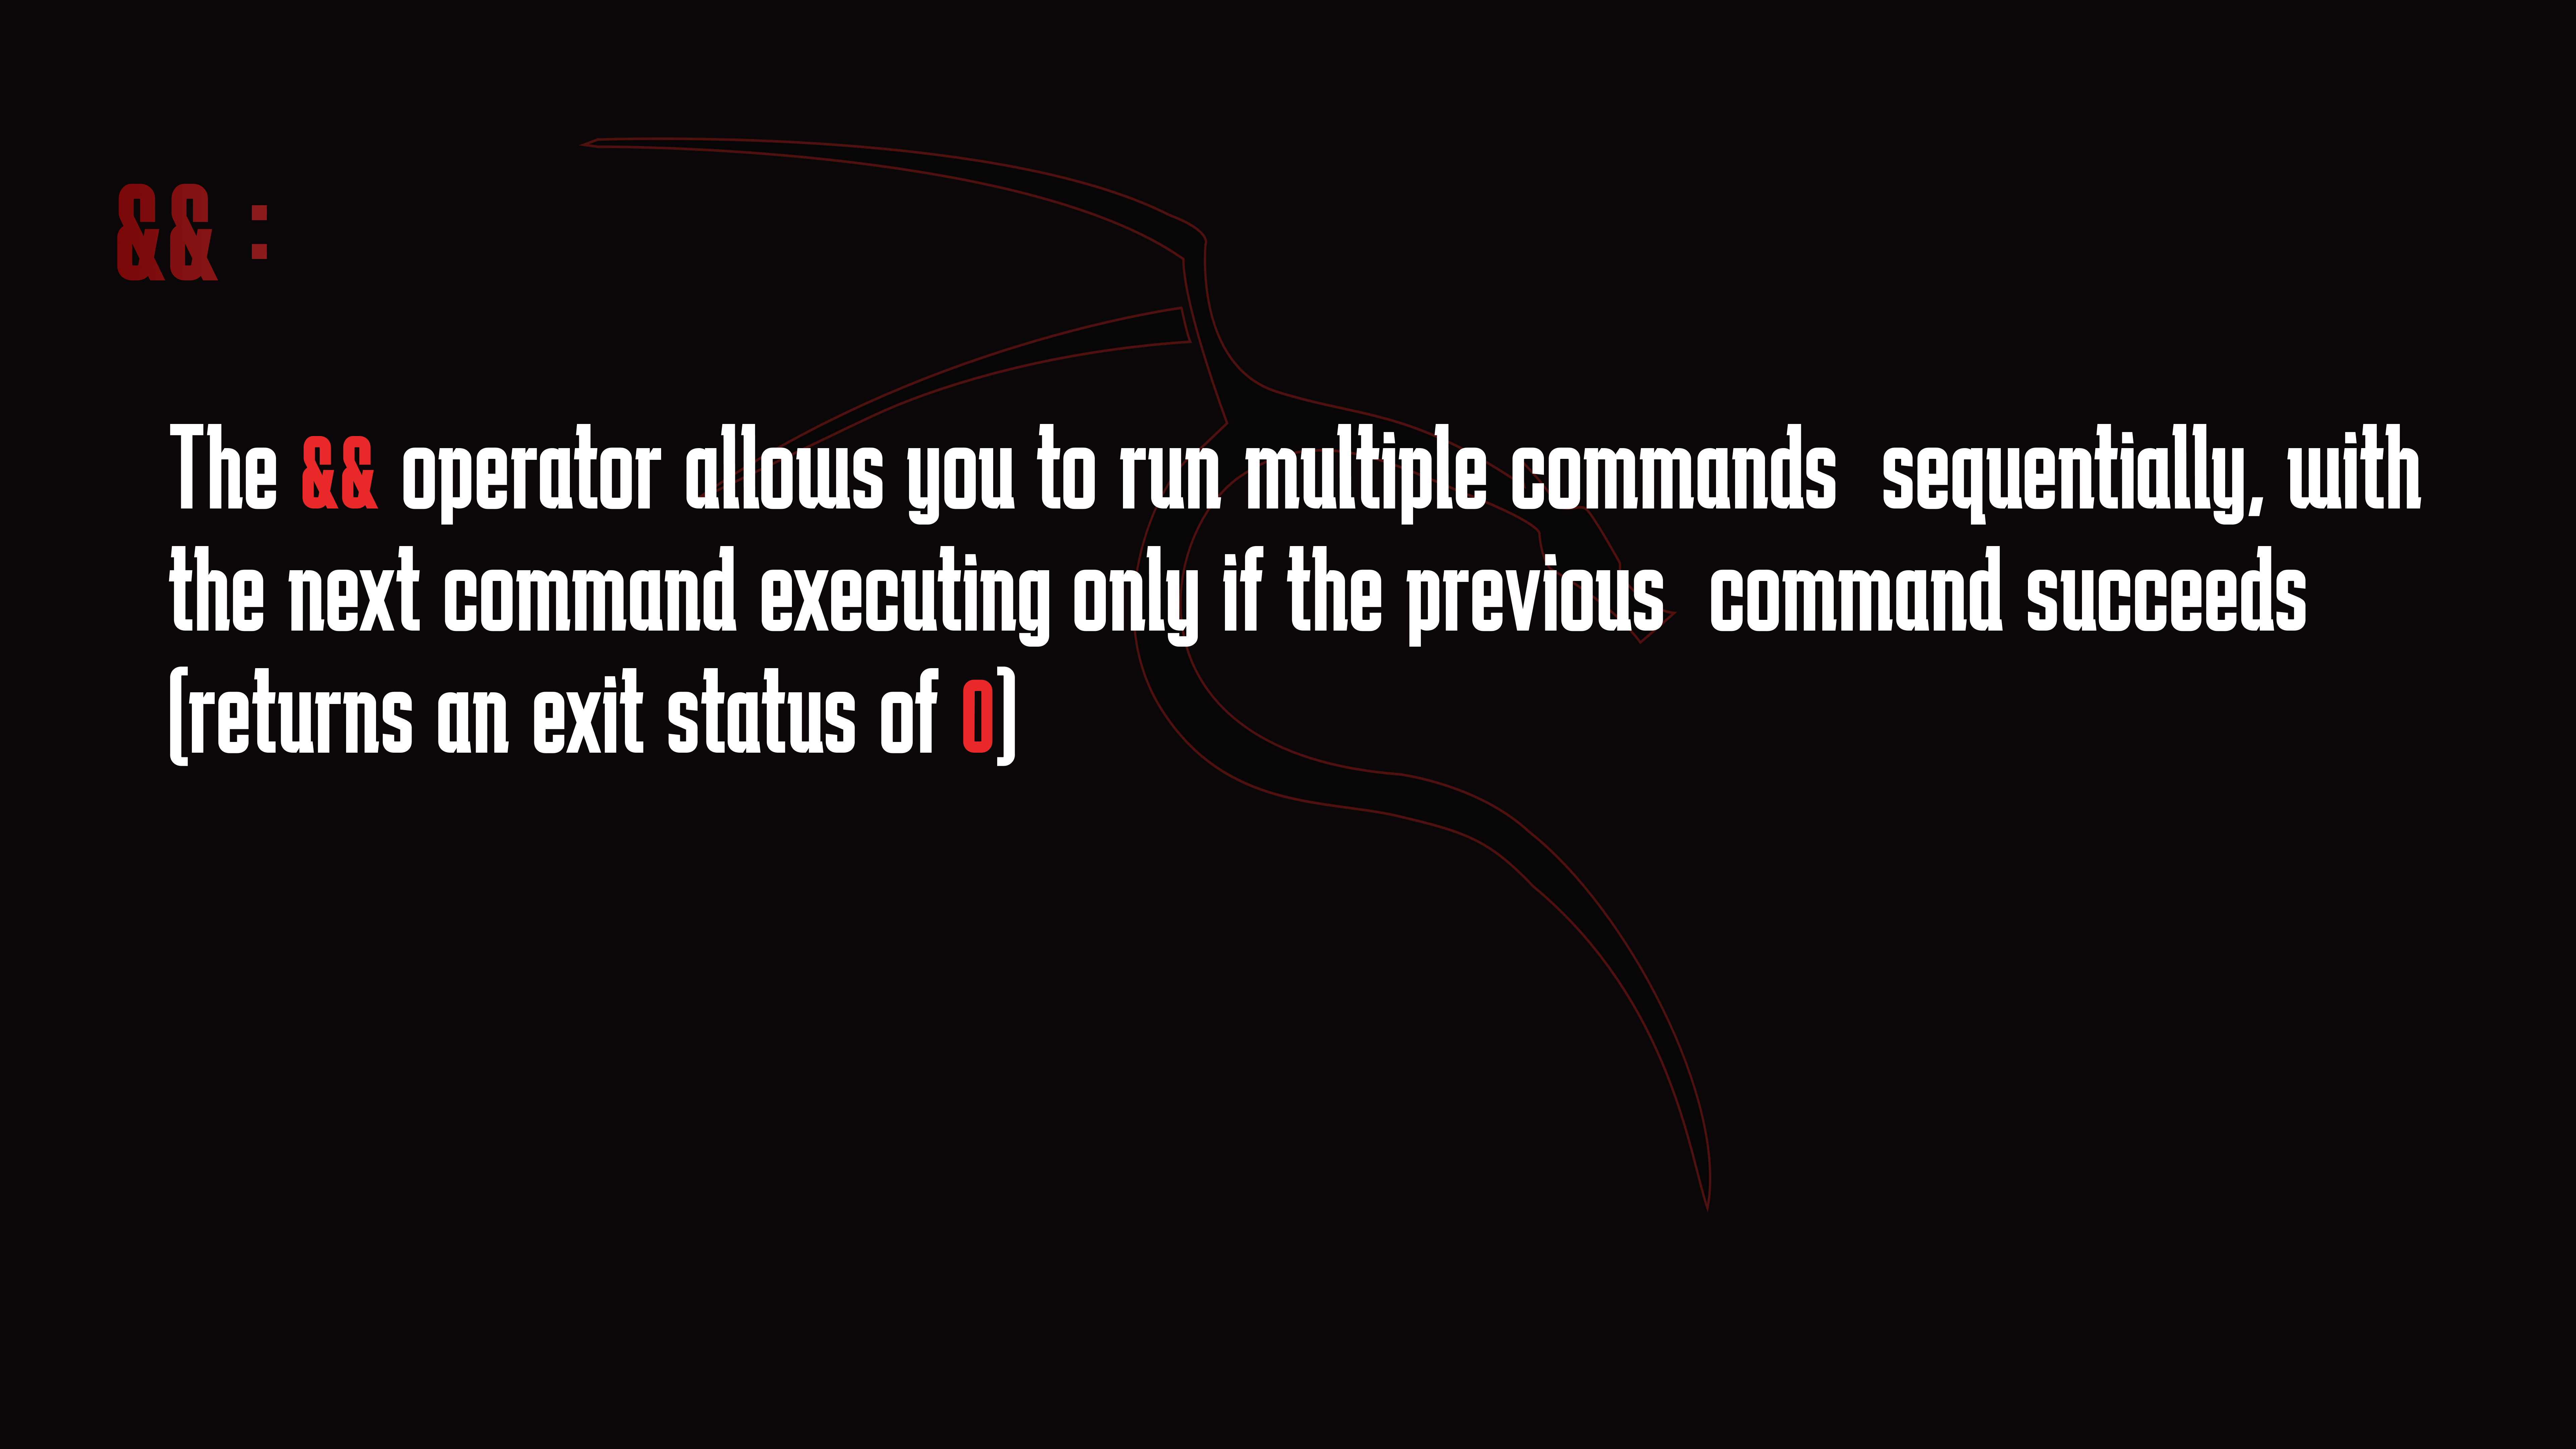 && :
The && operator allows you to run multiple commands  sequentially, with
the next command executing only if the previous  command succeeds
(returns an exit status of 0)